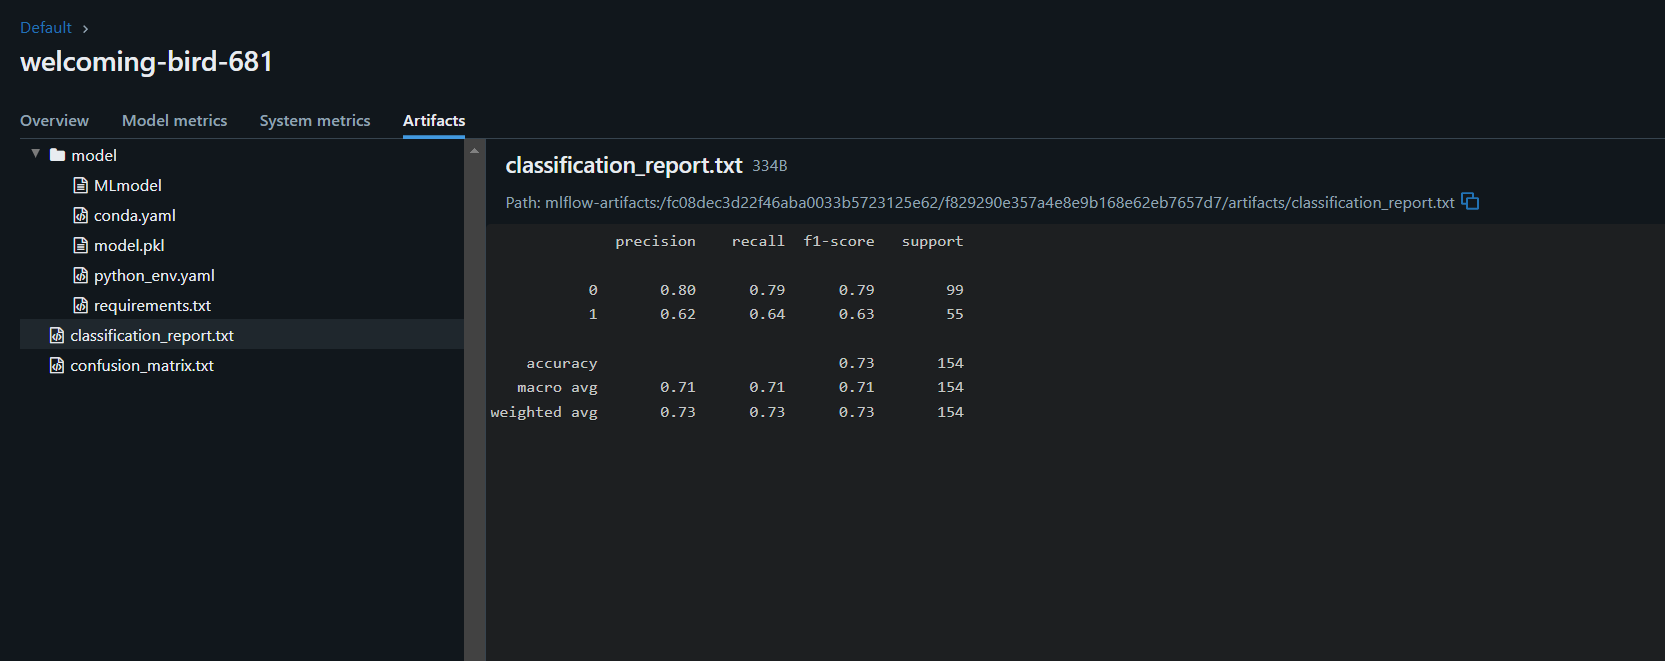 Default ›
welcoming-bird-681
Overview Model metrics System metrics Artifacts
model
MLmodel
conda.yaml
model.pkl
python_env.yaml
requirements.txt
classification_report.txt
confusion_matrix.txt
classification_report.txt 334B
Path: mlflow-artifacts:/fc08dec3d22f46aba0033b5723125e62/f829290e357a4e8e9b168e62eb7657d7/artifacts/classification_report.txt
precision recall f1-score support
0 0.80 0.79 0.79 99
1 0.62 0.64 0.63 55
accuracy 0.73 154
macro avg 0.71 0.71 0.71 154
weighted avg 0.73 0.73 0.73 154